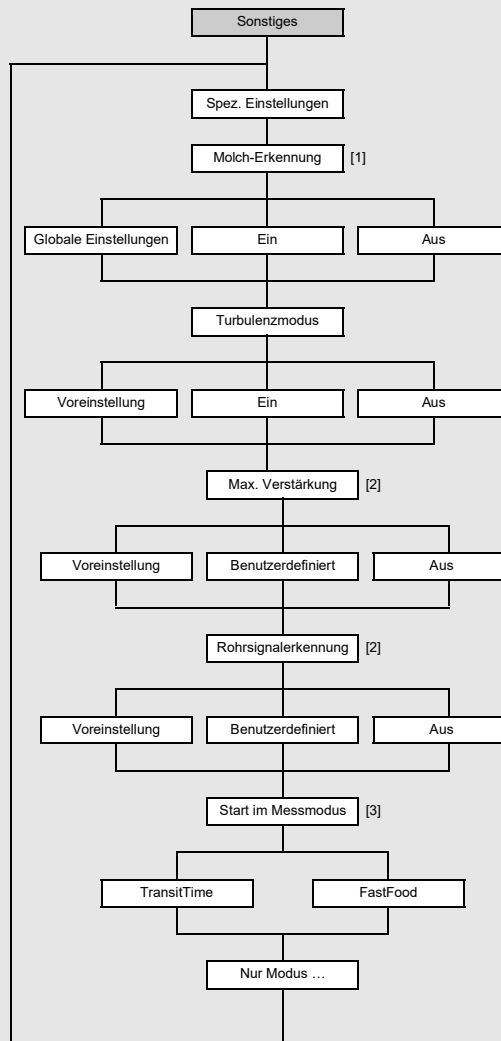 Sonstiges
Spez. Einstellungen
Molch-Erkennung [1]
Globale Einstellungen Ein Aus
Turbulenzmodus
Voreinstellung Ein Aus
Max. Verstärkung [2]
Voreinstellung Benutzerdefiniert Aus
Rohrsignalerkennung [2]
Voreinstellung Benutzerdefiniert Aus
Start im Messmodus [3]
TransitTime FastFood
Nur Modus …